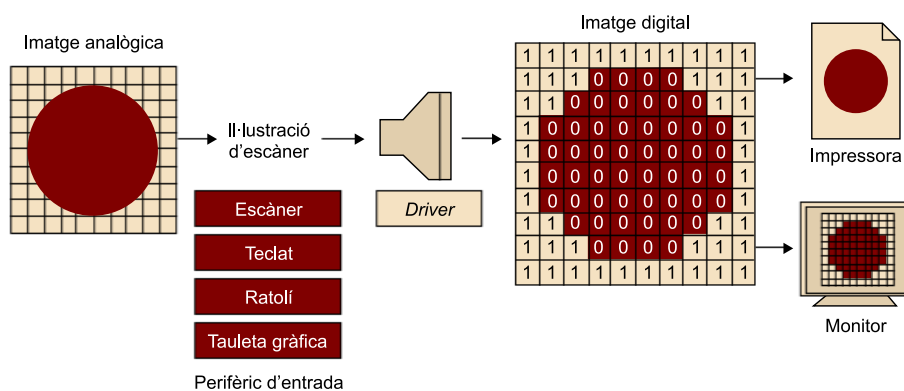 Imatge analògica
Il·lustració
d'escàner
Escàner
Teclat
Ratolí
Tauleta gràfica
Perifèric d'entrada
Driver
Imatge digital
1 1 1 1 1 1 1 1 1 1
1 1 1 0 0 0 0 1 1 1
1 1 0 0 0 0 0 0 1 1
1 0 0 0 0 0 0 0 0 1
1 0 0 0 0 0 0 0 0 1
1 0 0 0 0 0 0 0 0 1
1 0 0 0 0 0 0 0 0 1
1 1 0 0 0 0 0 0 1 1
1 1 1 0 0 0 0 1 1 1
1 1 1 1 1 1 1 1 1 1
Impressora
Monitor